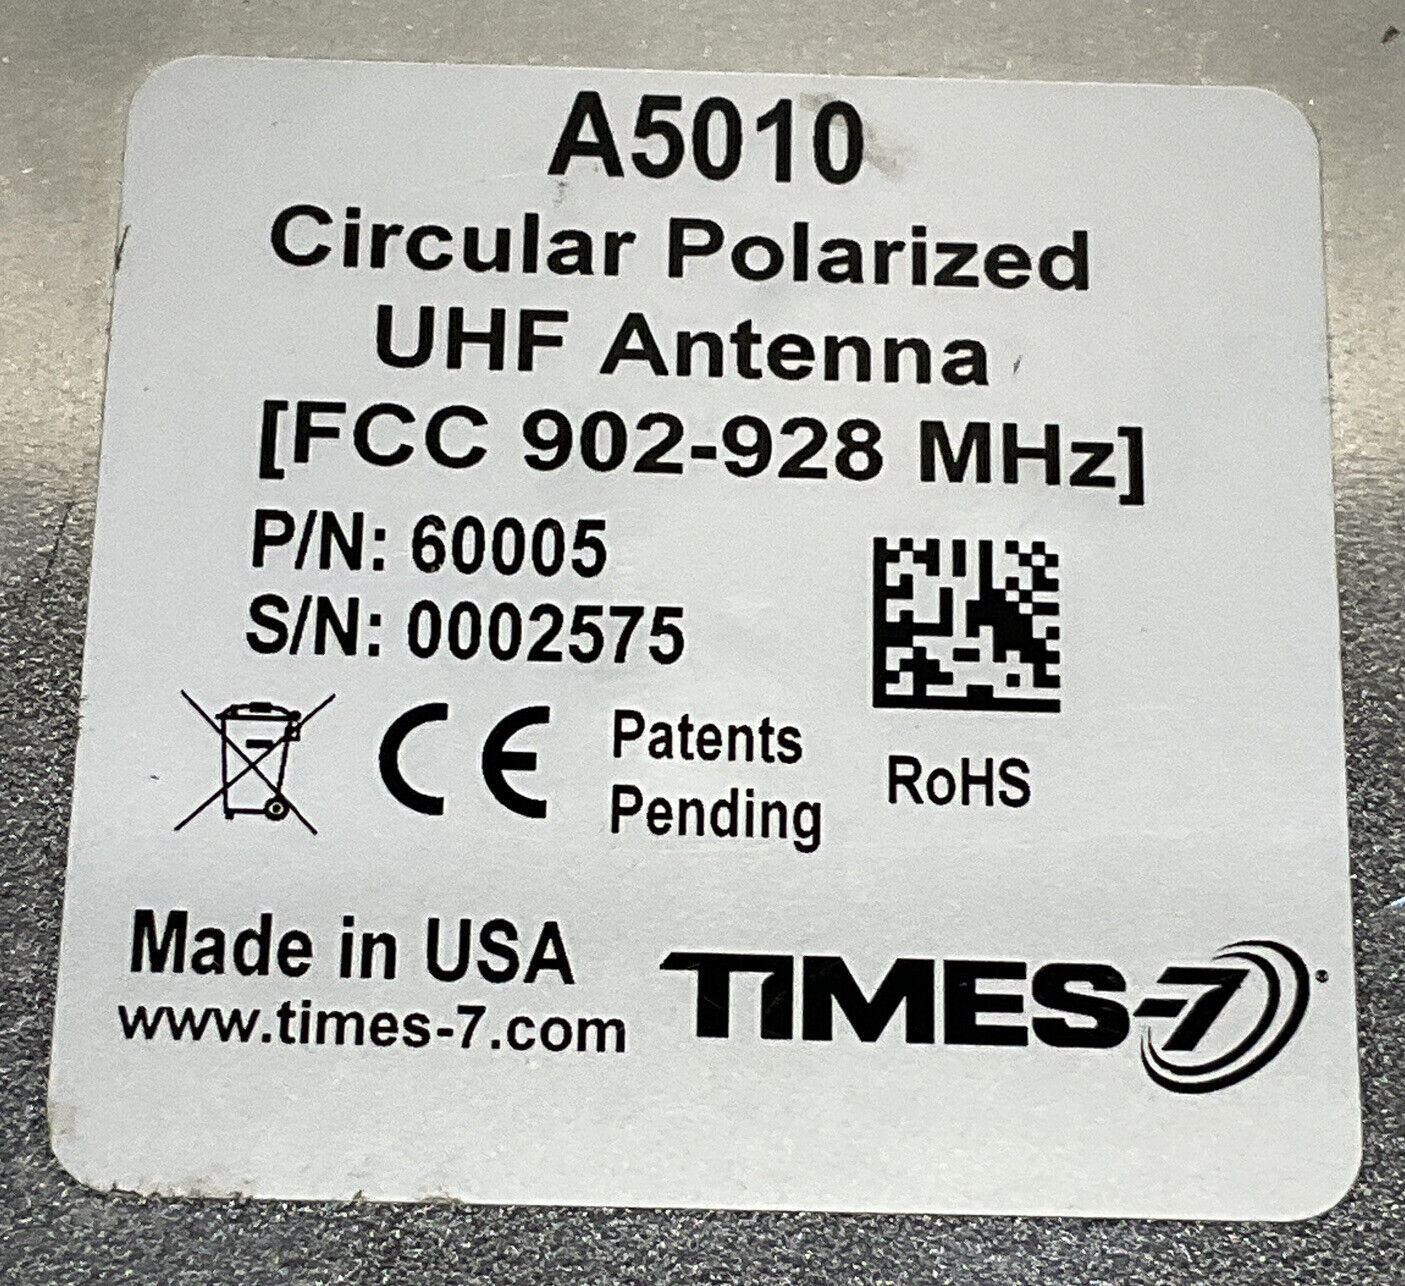 A5010
Circular Polarized
UHF Antenna
[FCC 902-928 MHz]
P/N: 60005
S/N: 0002575
CE Patents
Pending
RoHS
Made in USA
www.times-7.com
TIMES-7